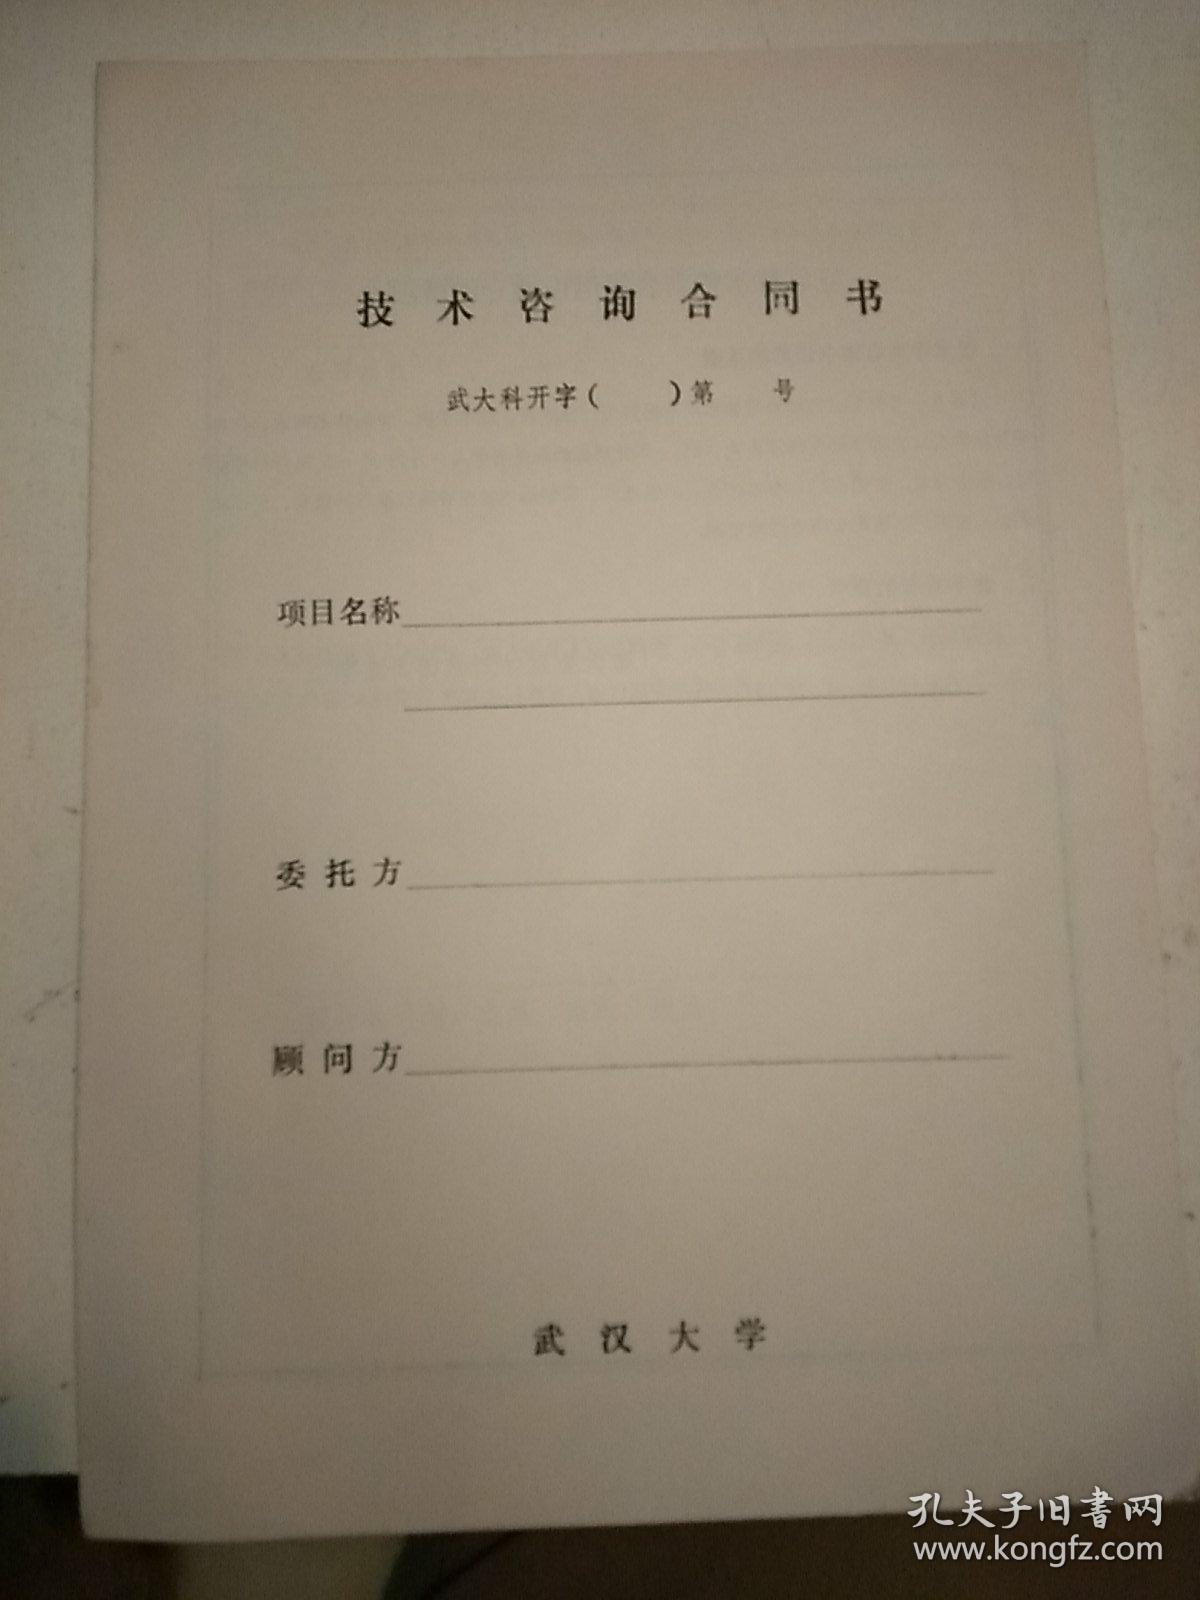 技术咨询合同书
武大科开字（　　）第　　号
项目名称
委托方
顾问方
武汉大学
孔夫子旧書网
www.kongfz.com